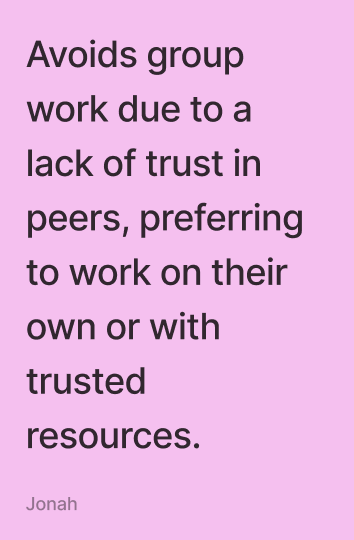 Avoids group
work due to a
lack of trust in
peers, preferring
to work on their
own or with
trusted
resources.
Jonah